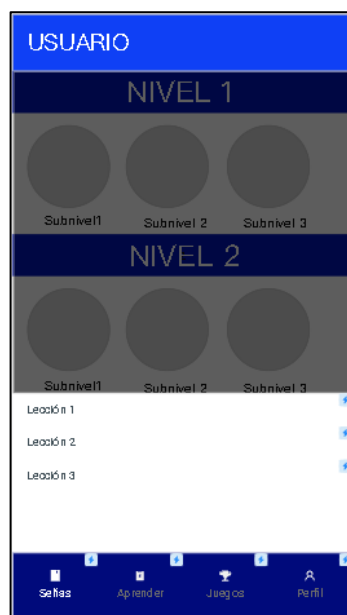 USUARIO
NIVEL 1
Subnivel1 Subnivel 2 Subnivel 3
NIVEL 2
Subnivel1 Subnivel 2 Subnivel 3
Lección 1
Lección 2
Lección 3
Señas Aprender Juegos Perfil